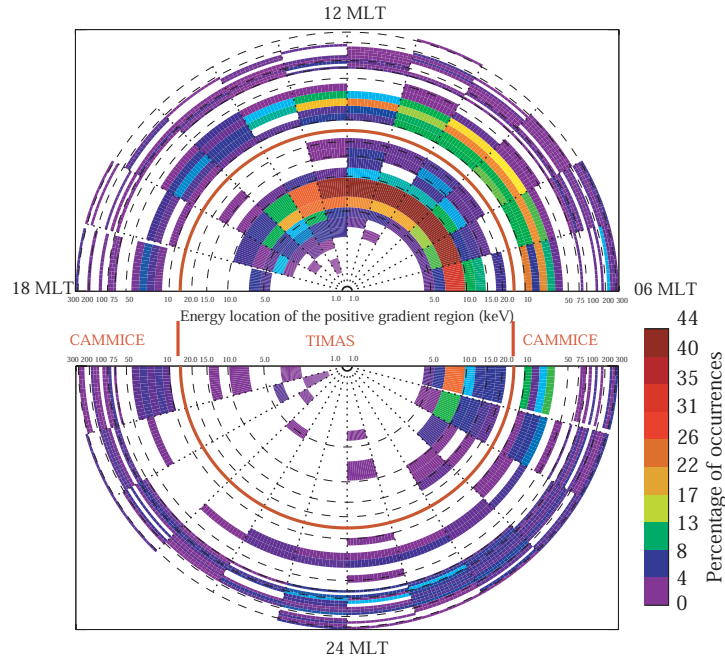 12 MLT
18 MLT
06 MLT
300 200 100 75 50 10 20.0 15.0 10.0 5.0 1.0 1.0 5.0 10.0 15.0 20.0 10 50 75 100 200 300
Energy location of the positive gradient region (keV)
CAMMICE TIMAS CAMMICE
300 200 100 75 50 10 20.0 15.0 10.0 5.0 1.0 1.0 5.0 10.0 15.0 20.0 10 50 75 100 200 300
44
40
35
31
26
22
17
13
8
4
0
Percentage of occurrences
24 MLT